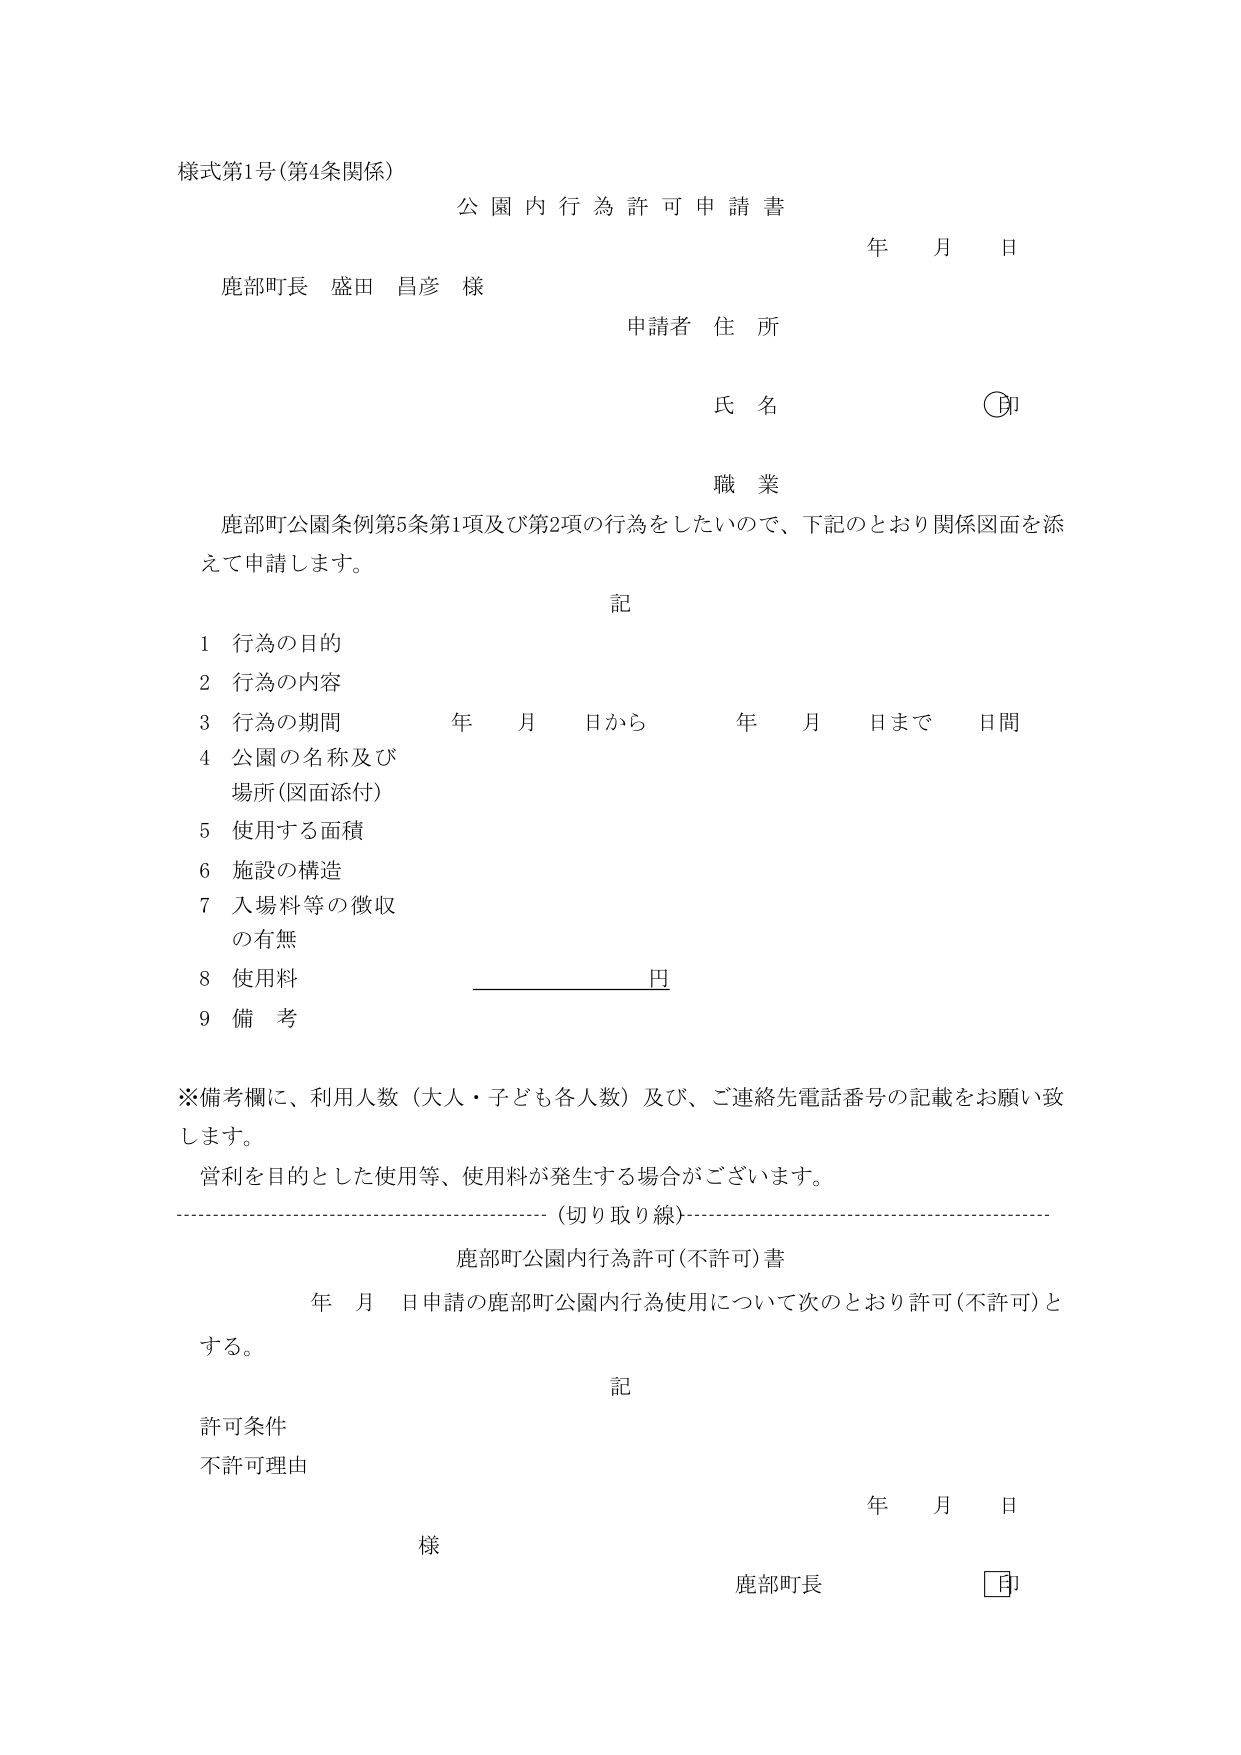 様式第1号(第4条関係)
公園内行為許可申請書
年　月　日
鹿部町長　盛田　昌彦　様
申請者　住　所
氏　名　　　　　㊞
職　業
鹿部町公園条例第5条第1項及び第2項の行為をしたいので、下記のとおり関係図面を添
えて申請します。
記
1　行為の目的
2　行為の内容
3　行為の期間　　　年　月　日から　　　年　月　日まで　　日間
4　公園の名称及び
場所(図面添付)
5　使用する面積
6　施設の構造
7　入場料等の徴収
の有無
8　使用料　　　　　　円
9　備　考
※備考欄に、利用人数（大人・子ども各人数）及び、ご連絡先電話番号の記載をお願い致
します。
営利を目的とした使用等、使用料が発生する場合がございます。
(切り取り線)
鹿部町公園内行為許可(不許可)書
年　月　日申請の鹿部町公園内行為使用について次のとおり許可(不許可)と
する。
記
許可条件
不許可理由
年　月　日
様
鹿部町長　　　　　印